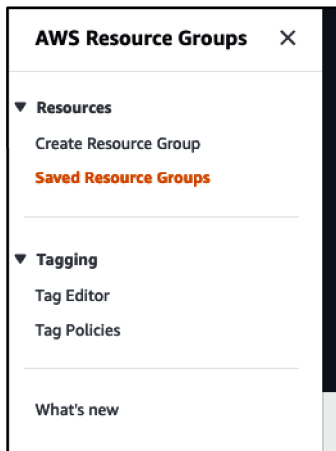 AWS Resource Groups
Resources
Create Resource Group
Saved Resource Groups
Tagging
Tag Editor
Tag Policies
What's new